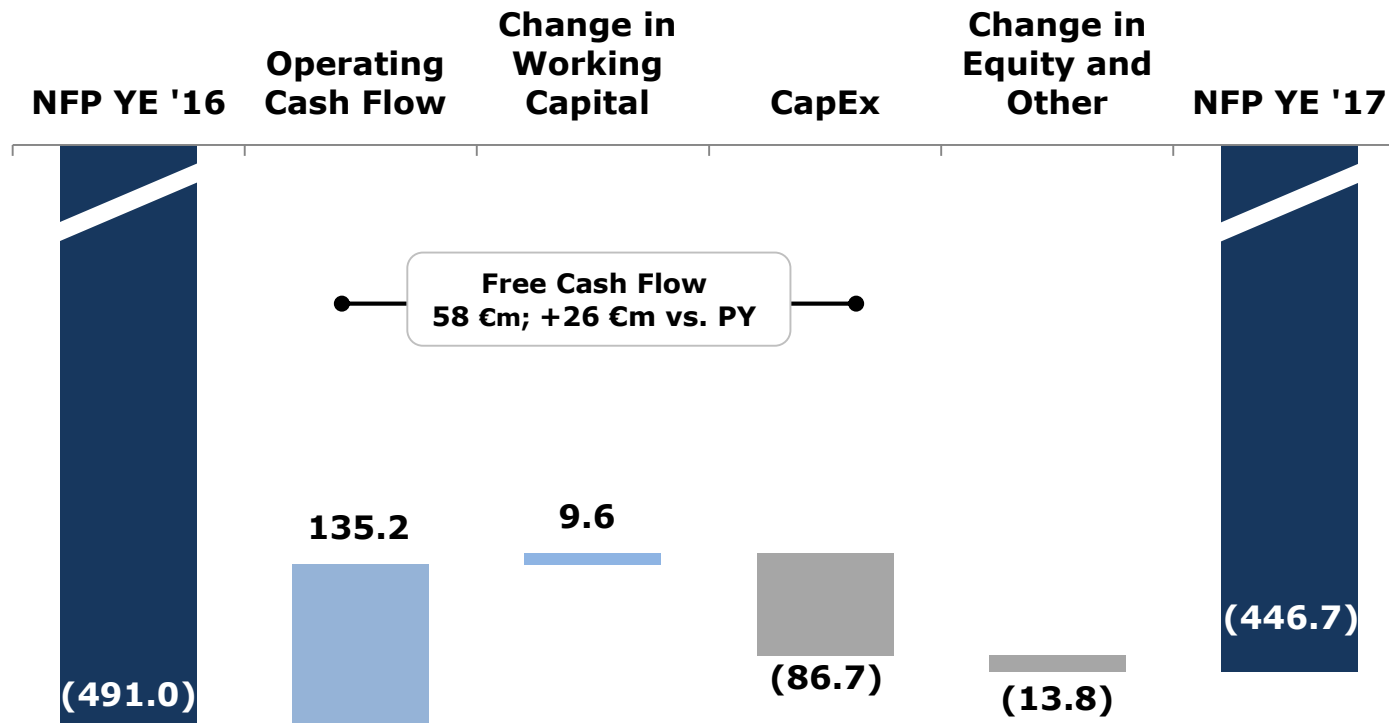 NFP YE '16
Operating
Cash Flow
Change in
Working
Capital
CapEx
Change in
Equity and
Other
NFP YE '17
Free Cash Flow
58 €m; +26 €m vs. PY
135.2
9.6
(491.0)
(86.7)
(13.8)
(446.7)